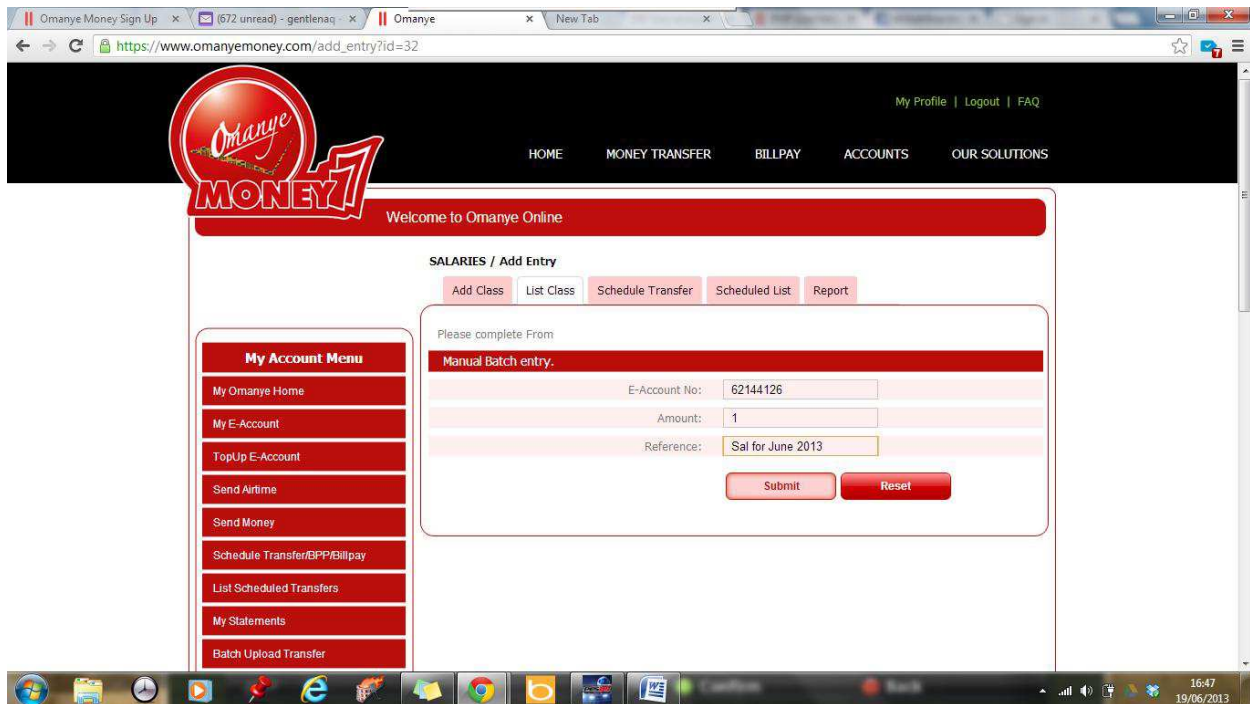 Omanye Money Sign Up
(672 unread) - gentlenaq
Omanye
New Tab
https://www.omanyemoney.com/add_entry?id=32
7
My Profile | Logout | FAQ
Omanye
MONEY
HOME MONEY TRANSFER BILLPAY ACCOUNTS OUR SOLUTIONS
Welcome to Omanye Online
SALARIES / Add Entry
Add Class List Class Schedule Transfer Scheduled List Report
Please complete From
My Account Menu
My Omanye Home
My E-Account
TopUp E-Account
Send Airtime
Send Money
Schedule Transfer/BPP/Billpay
List Scheduled Transfers
My Statements
Batch Upload Transfer
Manual Batch entry.
E-Account No: 62144126
Amount: 1
Reference: Sal for June 2013
Submit Reset
Confirm Back
16:47
19/06/2013